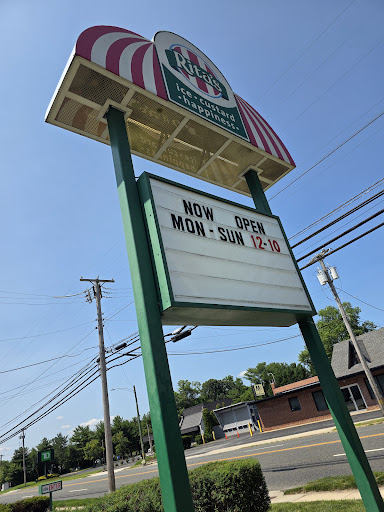 Rita's
ice · custard
· happiness ·
NOW OPEN
MON - SUN 12-10